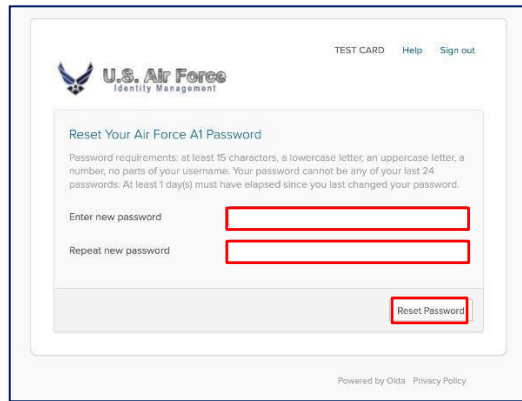 TEST CARD Help Sign out
U.S. Air Force
Identity Management
Reset Your Air Force A1 Password
Password requirements: at least 15 characters, a lowercase letter, an uppercase letter, a
number, no parts of your username. Your password cannot be any of your last 24
passwords. At least 1 day(s) must have elapsed since you last changed your password.
Enter new password
Repeat new password
Reset Password
Powered by Okta Privacy Policy